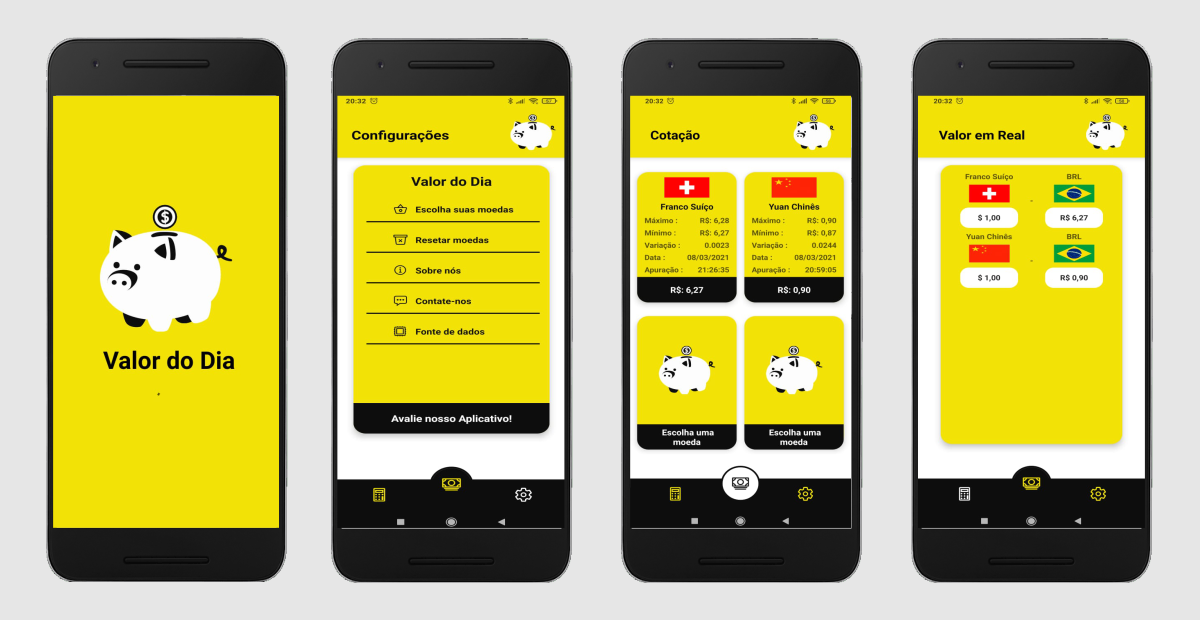 Valor do Dia
20:32
Configurações
Valor do Dia
Escolha suas moedas
Resetar moedas
Sobre nós
Contate-nos
Fonte de dados
Avalie nosso Aplicativo!
20:32
Cotação
Franco Suíço
Máximo : R$: 6,28
Mínimo : R$: 6,27
Variação : 0.0023
Data : 08/03/2021
Apuração : 21:26:35
R$: 6,27
Yuan Chinês
Máximo : R$: 0,90
Mínimo : R$: 0,87
Variação : 0.0244
Data : 08/03/2021
Apuração : 20:59:05
R$: 0,90
Escolha uma
moeda
Escolha uma
moeda
20:32
Valor em Real
Franco Suíço BRL
$ 1,00 R$: 6,27
Yuan Chinês BRL
$ 1,00 R$ 0,90